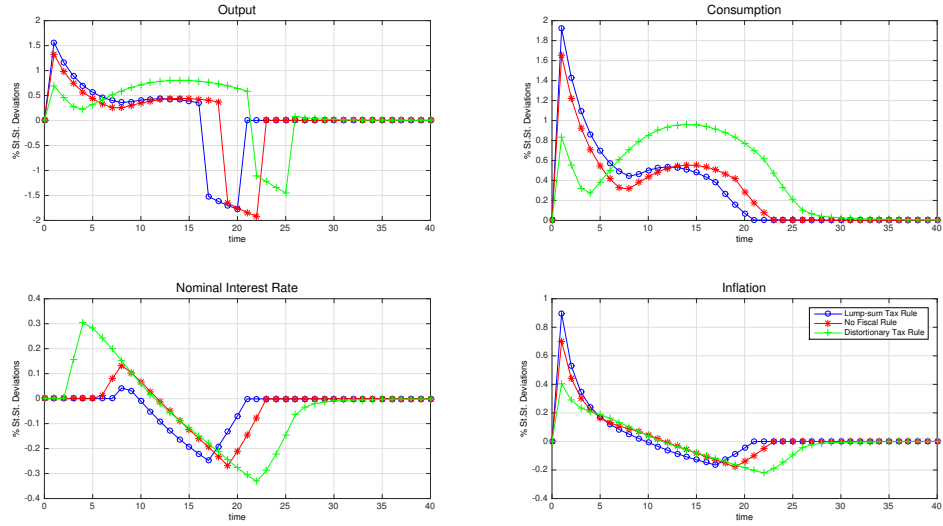 Output
% St.St. Deviations
2
1.5
1
0.5
0
-0.5
-1
-1.5
-2
0 5 10 15 20 25 30 35 40
time
Consumption
% St.St. Deviations
2
1.8
1.6
1.4
1.2
1
0.8
0.6
0.4
0.2
0
0 5 10 15 20 25 30 35 40
time
Nominal Interest Rate
% St.St. Deviations
0.4
0.3
0.2
0.1
0
-0.1
-0.2
-0.3
-0.4
0 5 10 15 20 25 30 35 40
time
Inflation
% St.St. Deviations
1
0.8
0.6
0.4
0.2
0
-0.2
-0.4
0 5 10 15 20 25 30 35 40
time
Lump-sum Tax Rule
No Fiscal Rule
Distortionary Tax Rule